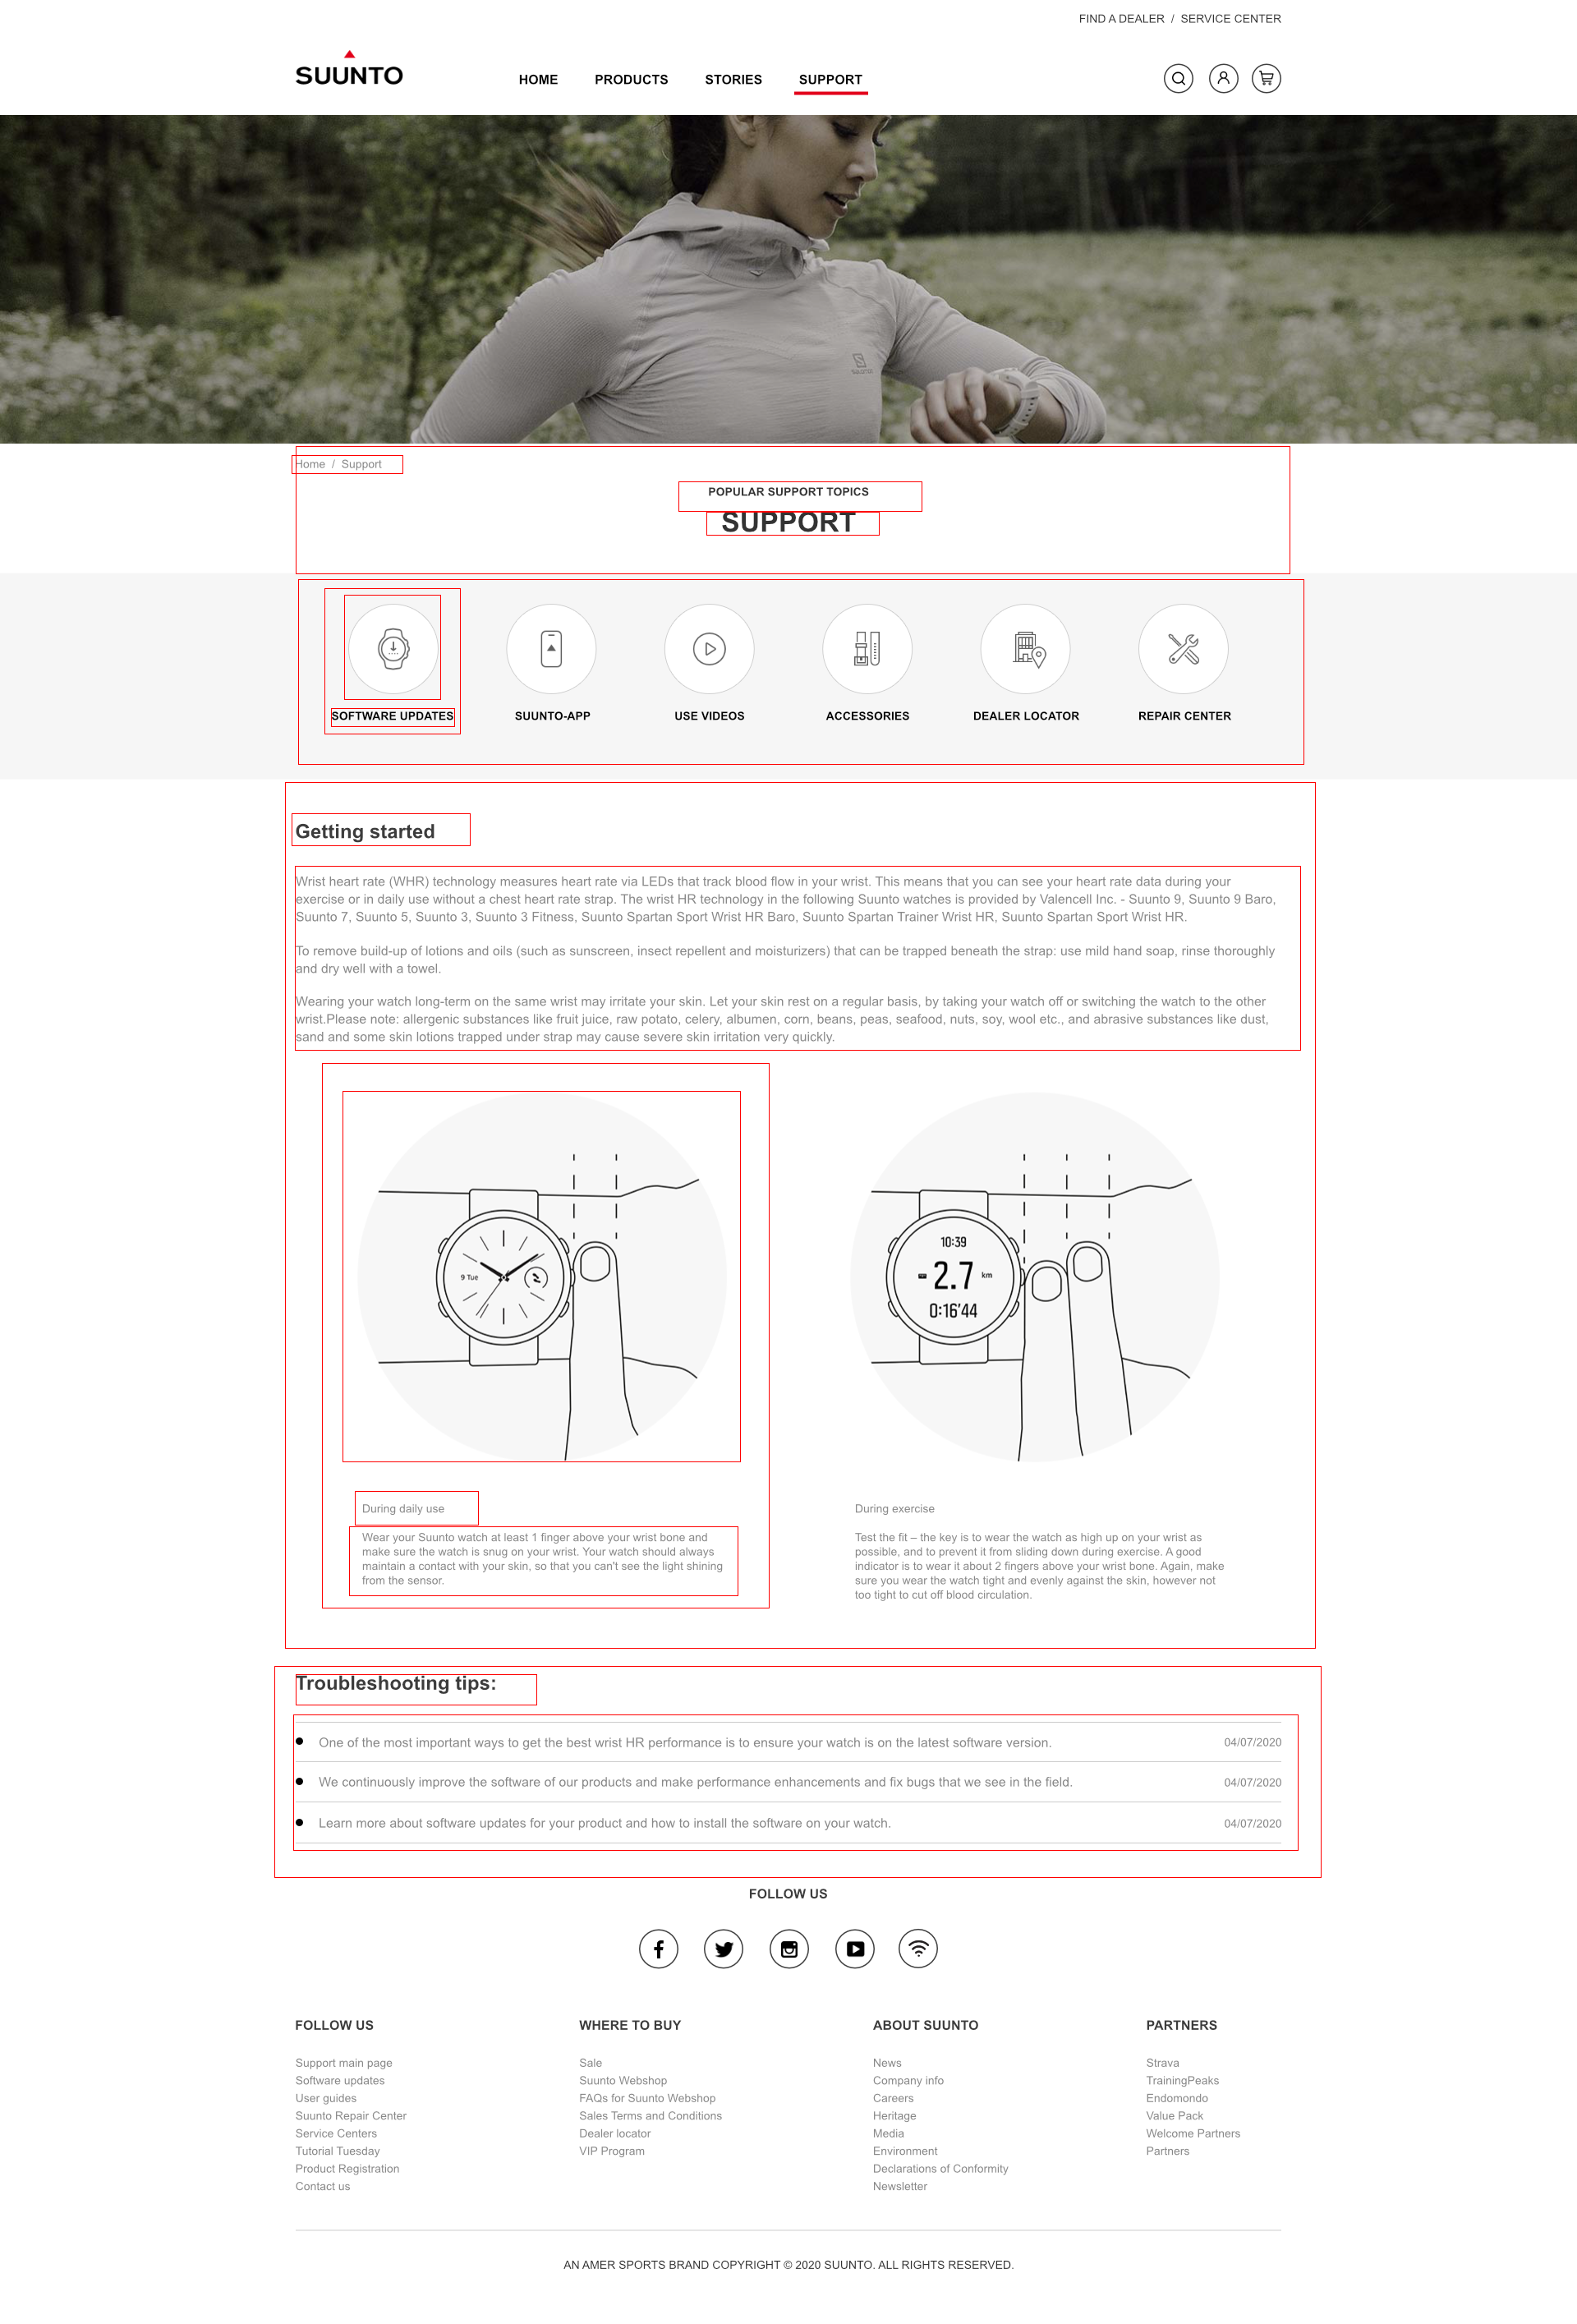 FIND A DEALER / SERVICE CENTER
SUUNTO
HOME PRODUCTS STORIES SUPPORT
SUUNTO
Home / Support
POPULAR SUPPORT TOPICS
SUPPORT
SOFTWARE UPDATES SUUNTO-APP USE VIDEOS ACCESSORIES DEALER LOCATOR REPAIR CENTER
Getting started
Wrist heart rate (WHR) technology measures heart rate via LEDs that track blood flow in your wrist. This means that you can see your heart rate data during your
exercise or in daily use without a chest heart rate strap. The wrist HR technology in the following Suunto watches is provided by Valencell Inc. - Suunto 9, Suunto 9 Baro,
Suunto 7, Suunto 5, Suunto 3, Suunto 3 Fitness, Suunto Spartan Sport Wrist HR Baro, Suunto Spartan Trainer Wrist HR, Suunto Spartan Sport Wrist HR.
To remove build-up of lotions and oils (such as sunscreen, insect repellent and moisturizers) that can be trapped beneath the strap: use mild hand soap, rinse thoroughly
and dry well with a towel.
Wearing your watch long-term on the same wrist may irritate your skin. Let your skin rest on a regular basis, by taking your watch off or switching the watch to the other
wrist.Please note: allergenic substances like fruit juice, raw potato, celery, albumen, corn, beans, peas, seafood, nuts, soy, wool etc., and abrasive substances like dust,
sand and some skin lotions trapped under strap may cause severe skin irritation very quickly.
9 Tue
10:39
2.7 km
0:16'44
During daily use
Wear your Suunto watch at least 1 finger above your wrist bone and
make sure the watch is snug on your wrist. Your watch should always
maintain a contact with your skin, so that you can't see the light shining
from the sensor.
During exercise
Test the fit – the key is to wear the watch as high up on your wrist as
possible, and to prevent it from sliding down during exercise. A good
indicator is to wear it about 2 fingers above your wrist bone. Again, make
sure you wear the watch tight and evenly against the skin, however not
too tight to cut off blood circulation.
Troubleshooting tips:
One of the most important ways to get the best wrist HR performance is to ensure your watch is on the latest software version. 04/07/2020
We continuously improve the software of our products and make performance enhancements and fix bugs that we see in the field. 04/07/2020
Learn more about software updates for your product and how to install the software on your watch. 04/07/2020
FOLLOW US
FOLLOW US
Support main page
Software updates
User guides
Suunto Repair Center
Service Centers
Tutorial Tuesday
Product Registration
Contact us
WHERE TO BUY
Sale
Suunto Webshop
FAQs for Suunto Webshop
Sales Terms and Conditions
Dealer locator
VIP Program
ABOUT SUUNTO
News
Company info
Careers
Heritage
Media
Environment
Declarations of Conformity
Newsletter
PARTNERS
Strava
TrainingPeaks
Endomondo
Value Pack
Welcome Partners
Partners
AN AMER SPORTS BRAND COPYRIGHT © 2020 SUUNTO. ALL RIGHTS RESERVED.